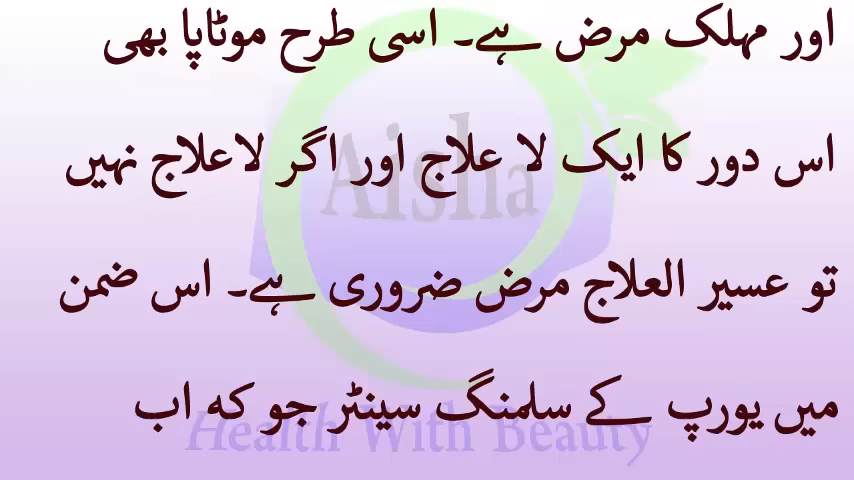 اور مہلک مرض ہے۔ اسی طرح موٹاپا بھی
اس دور کا ایک لا علاج اور اگر لاعلاج نہیں
تو عسیر العلاج مرض ضروری ہے۔ اس ضمن
میں یورپ کے سلمنگ سینٹر جو کہ اب
Aisha
Health With Beauty